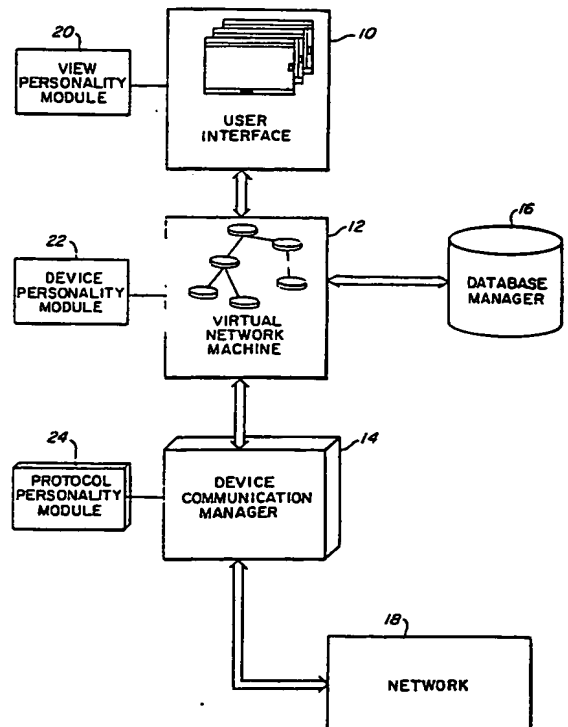 20
VIEW
PERSONALITY
MODULE
10
USER
INTERFACE
22
DEVICE
PERSONALITY
MODULE
12
VIRTUAL
NETWORK
MACHINE
16
DATABASE
MANAGER
24
PROTOCOL
PERSONALITY
MODULE
14
DEVICE
COMMUNICATION
MANAGER
18
NETWORK